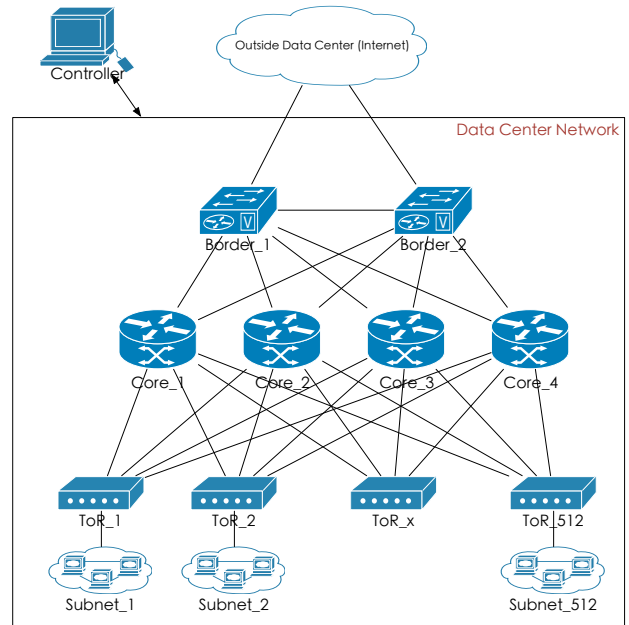 Outside Data Center (Internet)
Controller
Data Center Network
Border_1
Border_2
V
V
Core_1
Core_2
Core_3
Core_4
ToR_1
ToR_2
ToR_x
ToR_512
Subnet_1
Subnet_2
Subnet_512